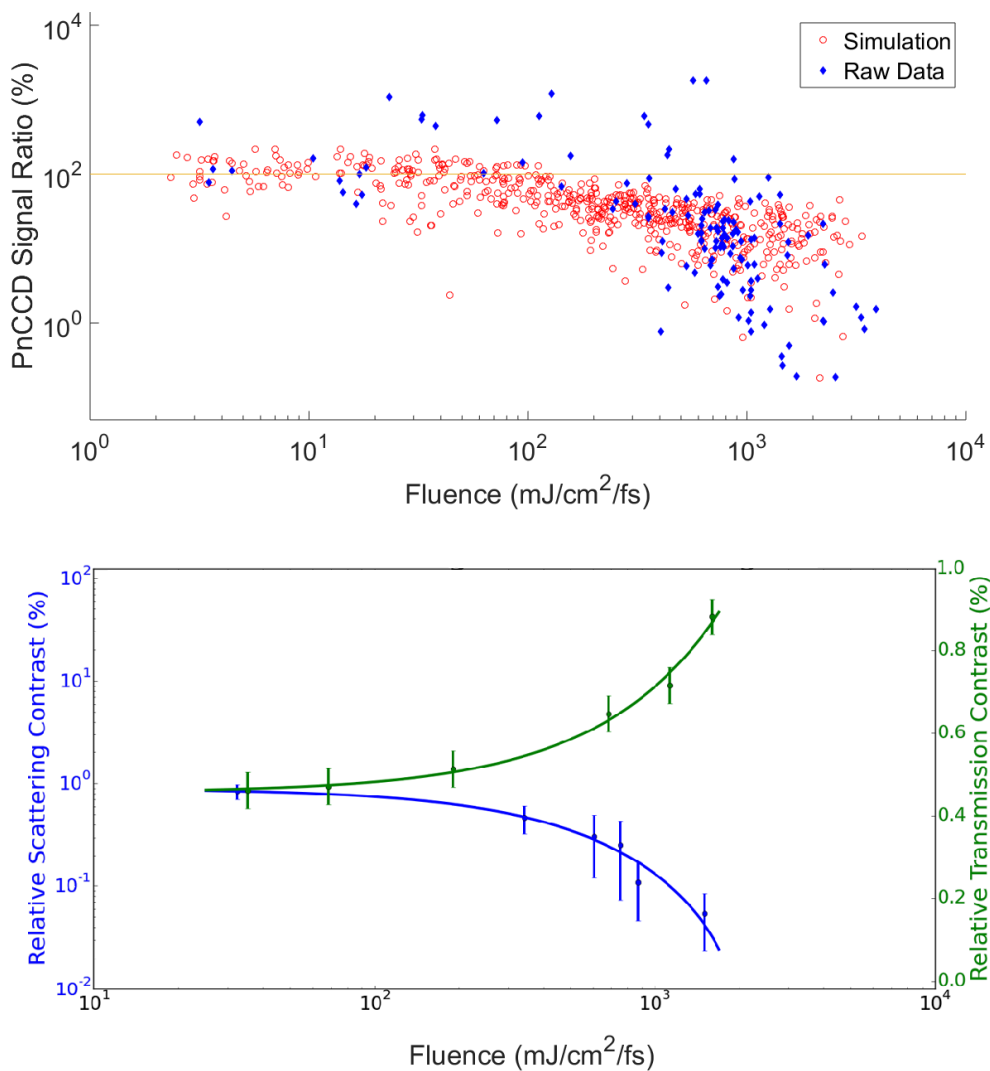 10^4
10^2
10^0
PnCCD Signal Ratio (%)
Simulation
Raw Data
10^0 10^1 10^2 10^3 10^4
Fluence (mJ/cm^2/fs)
10^2
10^1
10^0
10^-1
10^-2
Relative Scattering Contrast (%)
1.0
0.8
0.6
0.4
0.2
0.0
Relative Transmission Contrast (%)
10^1 10^2 10^3 10^4
Fluence (mJ/cm^2/fs)